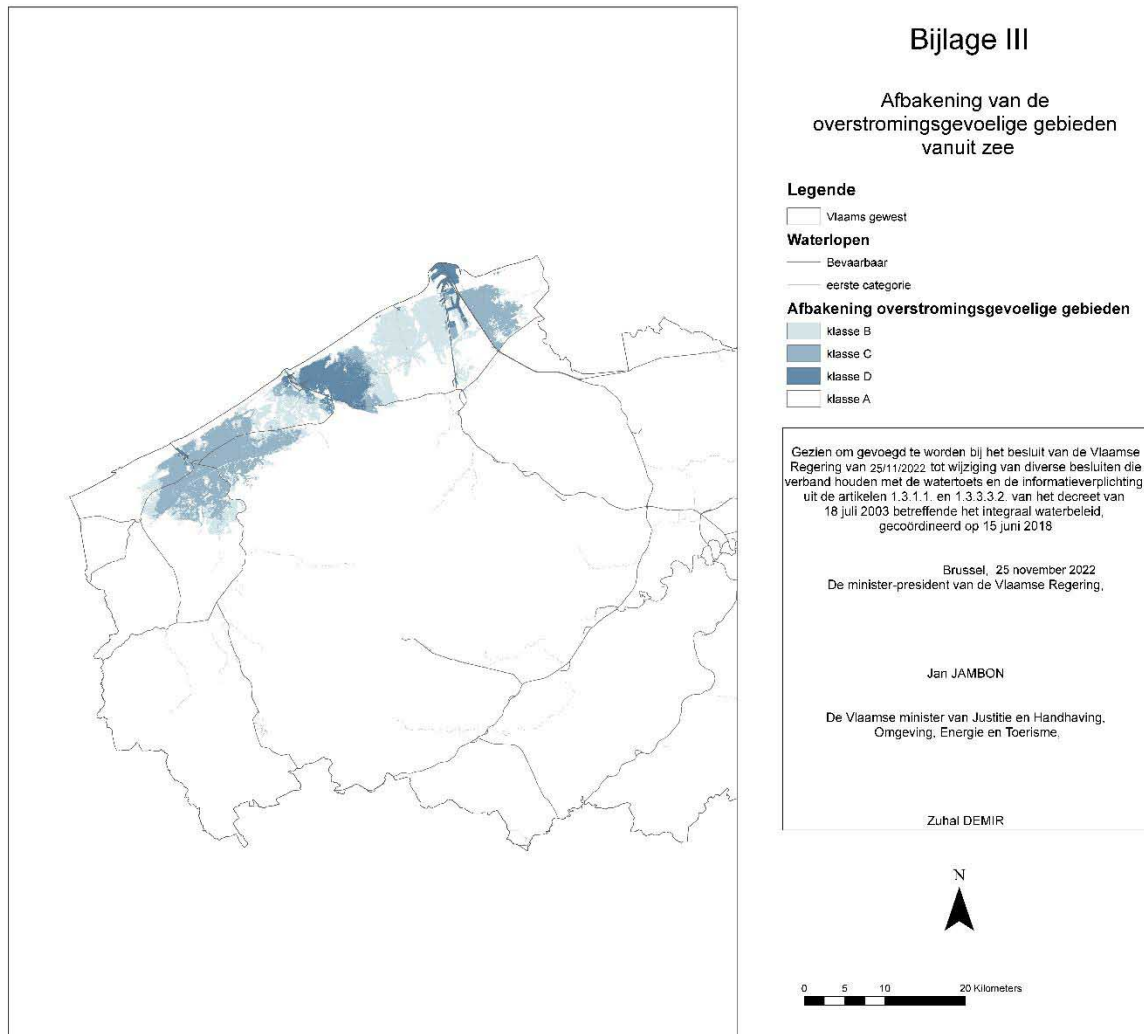 Bijlage III
Afbakening van de
overstromingsgevoelige gebieden
vanuit zee
Legende
Vlaams gewest
Waterlopen
Bevaarbaar
eerste categorie
Afbakening overstromingsgevoelige gebieden
klasse B
klasse C
klasse D
klasse A
Gezien om gevoegd te worden bij het besluit van de Vlaamse
Regering van 25/11/2022 tot wijziging van diverse besluiten die
verband houden met de watertoets en de informatieverplichting
uit de artikelen 1.3.1.1. en 1.3.3.3.2. van het decreet van
18 juli 2003 betreffende het integraal waterbeleid,
gecoördineerd op 15 juni 2018
Brussel, 25 november 2022
De minister-president van de Vlaamse Regering,
Jan JAMBON
De Vlaamse minister van Justitie en Handhaving,
Omgeving, Energie en Toerisme,
Zuhal DEMIR
N
0 5 10 20 Kilometers